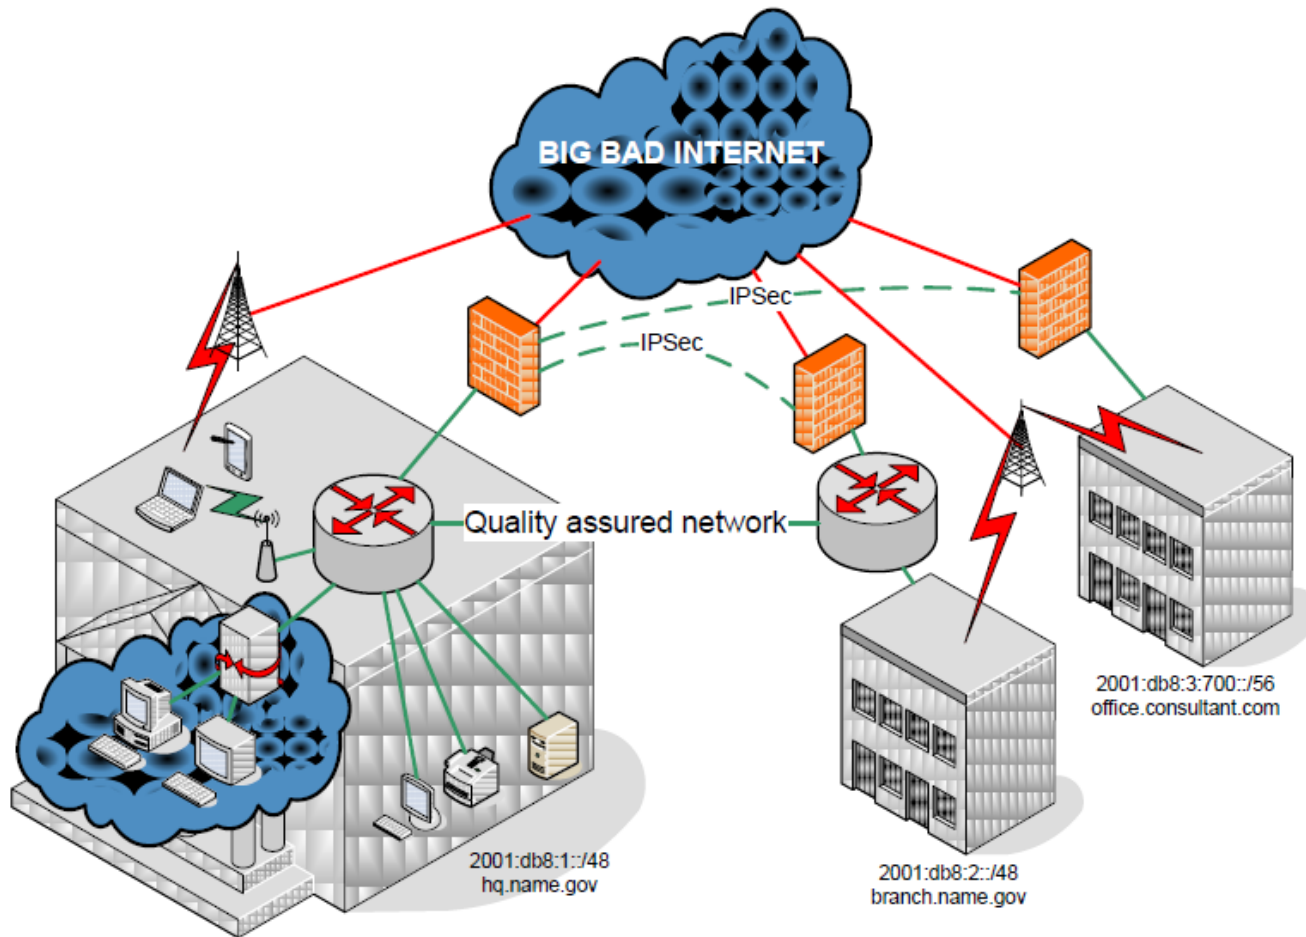 BIG BAD INTERNET
IPSec
IPSec
Quality assured network
2001:db8:3:700::/56
office.consultant.com
2001:db8:1::/48
hq.name.gov
2001:db8:2::/48
branch.name.gov